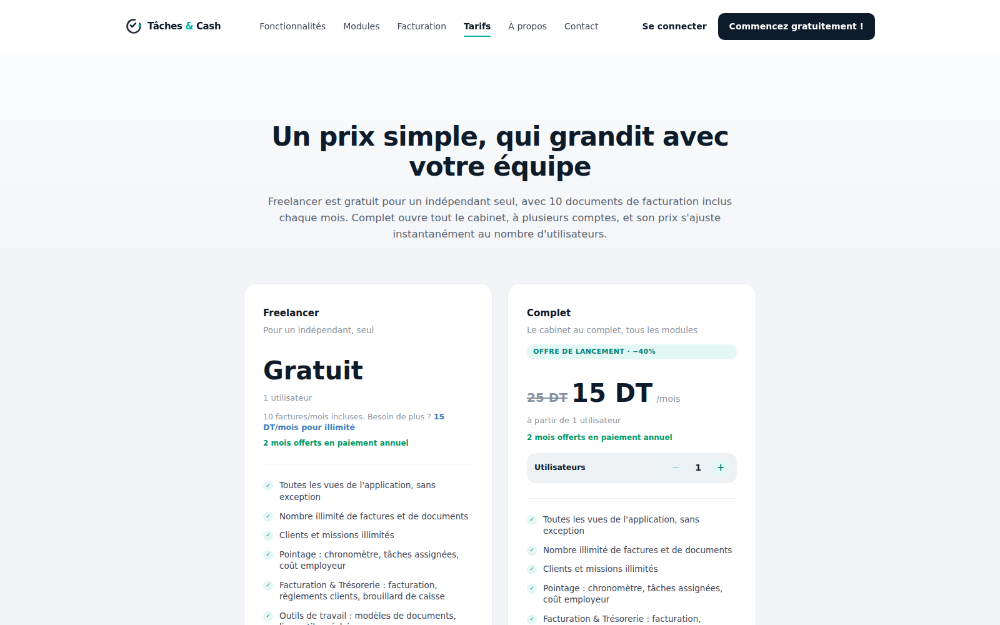 Tâches & Cash
Fonctionnalités
Modules
Facturation
Tarifs
À propos
Contact
Se connecter
Commencez gratuitement !
Un prix simple, qui grandit avec
votre équipe
Freelancer est gratuit pour un indépendant seul, avec 10 documents de facturation inclus
chaque mois. Complet ouvre tout le cabinet, à plusieurs comptes, et son prix s'ajuste
instantanément au nombre d'utilisateurs.
Freelancer
Pour un indépendant, seul
Gratuit
1 utilisateur
10 factures/mois incluses. Besoin de plus ? 15
DT/mois pour illimité
2 mois offerts en paiement annuel
✓ Toutes les vues de l'application, sans
exception
✓ Nombre illimité de factures et de documents
✓ Clients et missions illimités
✓ Pointage : chronomètre, tâches assignées,
coût employeur
✓ Facturation & Trésorerie : facturation,
règlements clients, brouillard de caisse
✓ Outils de travail : modèles de documents,
Complet
Le cabinet au complet, tous les modules
OFFRE DE LANCEMENT · −40%
25 DT 15 DT /mois
à partir de 1 utilisateur
2 mois offerts en paiement annuel
Utilisateurs − 1 +
✓ Toutes les vues de l'application, sans
exception
✓ Nombre illimité de factures et de documents
✓ Clients et missions illimités
✓ Pointage : chronomètre, tâches assignées,
coût employeur
✓ Facturation & Trésorerie : facturation,